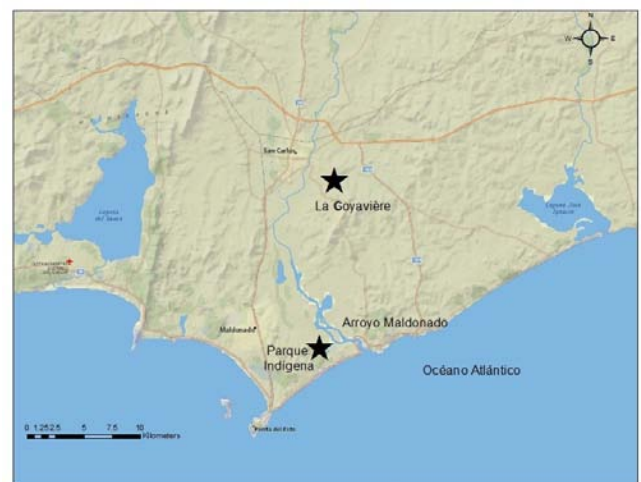 N
W E
S
San Carlos
La Goyavière
Laguna
del Sauce
Laguna José
Ignacio
Maldonado
Arroyo Maldonado
Parque
Indígena
Océano Atlántico
Punta del Este
0 1.25 2.5 5 7.5 10
Kilometers